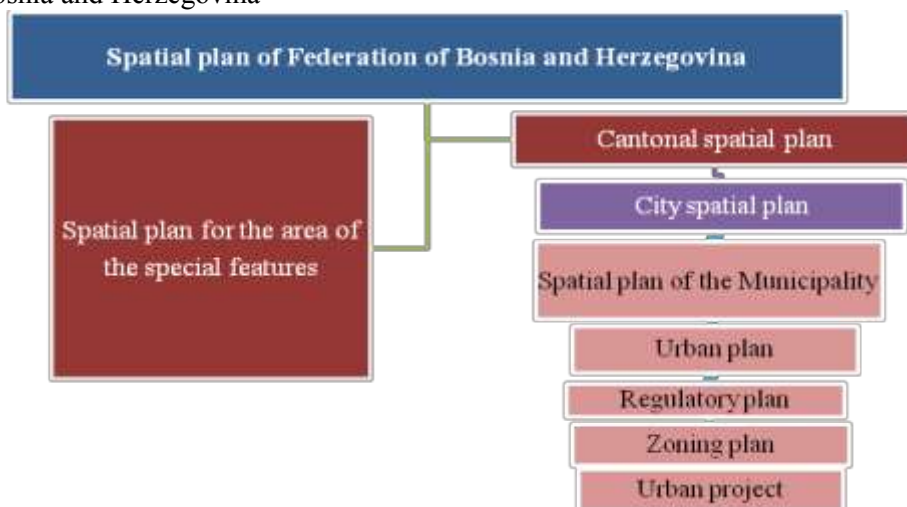 Spatial plan of Federation of Bosnia and Herzegovina
Cantonal spatial plan
City spatial plan
Spatial plan for the area of
the special features
Spatial plan of the Municipality
Urban plan
Regulatory plan
Zoning plan
Urban project